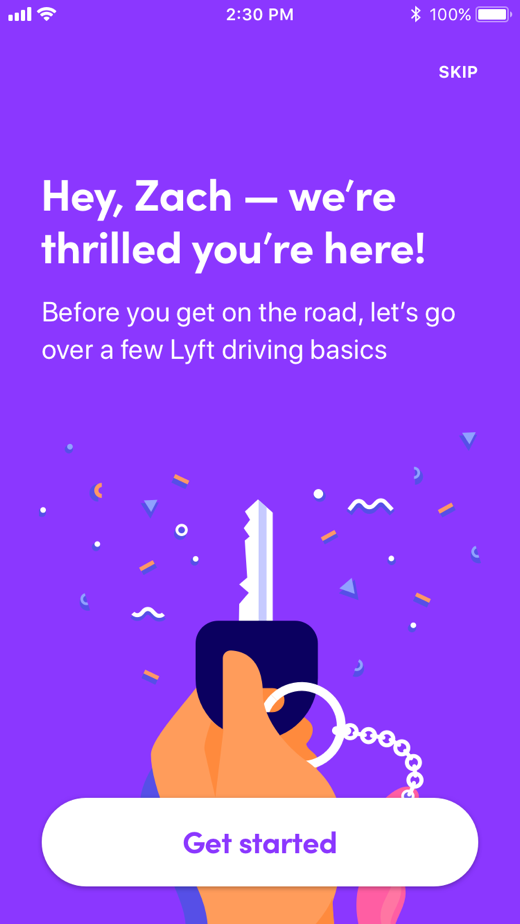 2:30 PM
100%
SKIP
Hey, Zach — we’re
thrilled you’re here!
Before you get on the road, let’s go
over a few Lyft driving basics
Get started